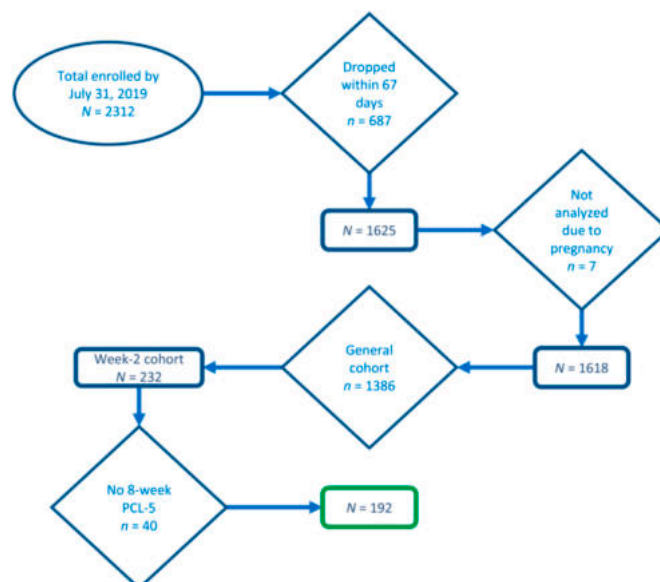 Total enrolled by
July 31, 2019
N = 2312
Dropped
within 67
days
n = 687
N = 1625
Not
analyzed
due to
pregnancy
n = 7
N = 1618
General
cohort
n = 1386
Week-2 cohort
N = 232
No 8-week
PCL-5
n = 40
N = 192